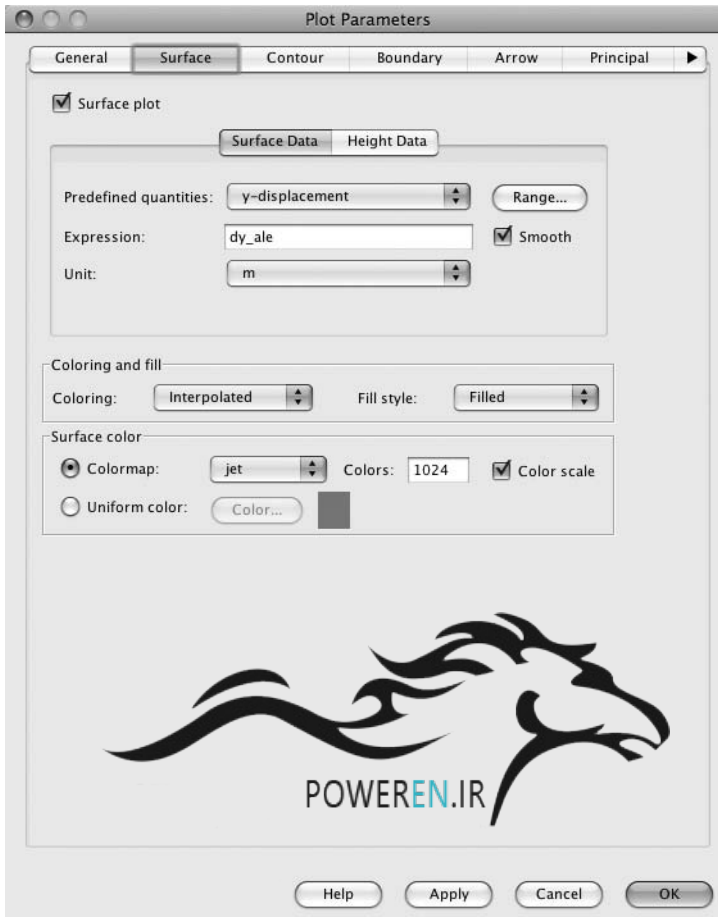 Plot Parameters
General Surface Contour Boundary Arrow Principal
Surface plot
Surface Data Height Data
Predefined quantities: y-displacement Range...
Expression: dy_ale Smooth
Unit: m
Coloring and fill
Coloring: Interpolated Fill style: Filled
Surface color
Colormap: jet Colors: 1024 Color scale
Uniform color: Color...
POWEREN.IR
Help Apply Cancel OK